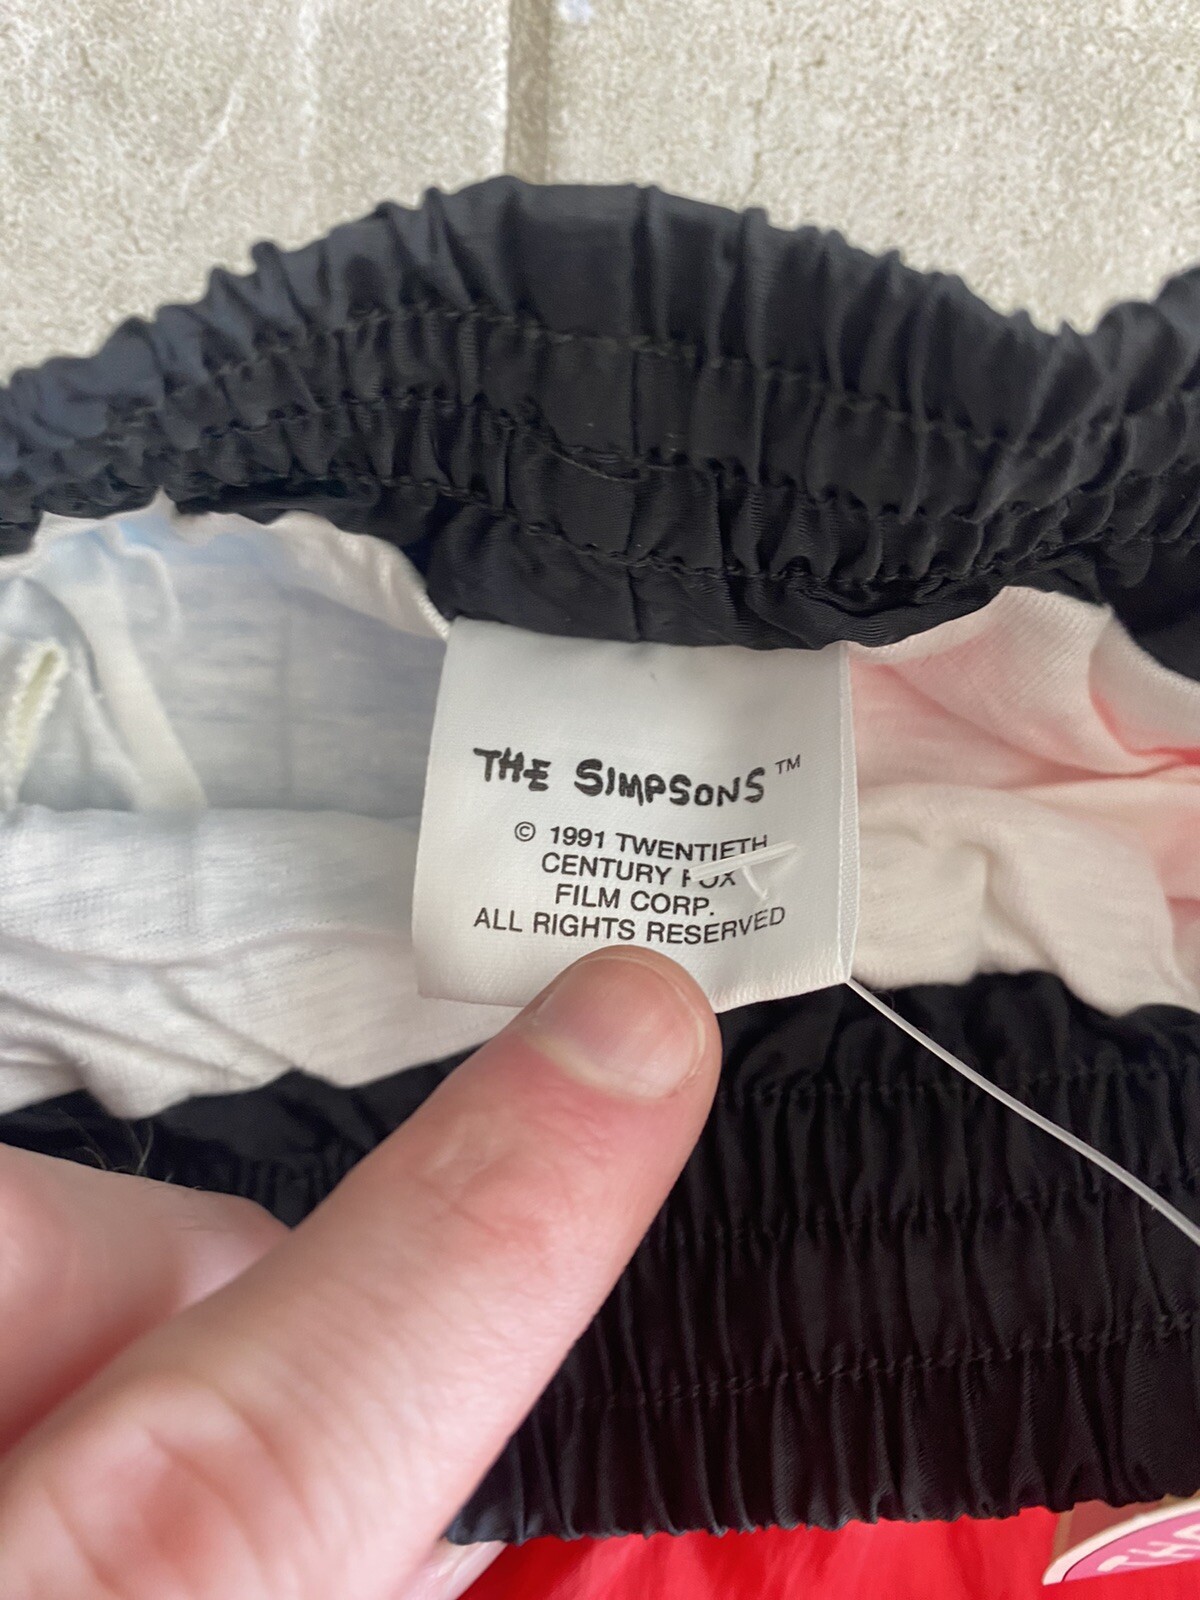 THE SIMPSONS™
© 1991 TWENTIETH
CENTURY FOX
FILM CORP.
ALL RIGHTS RESERVED